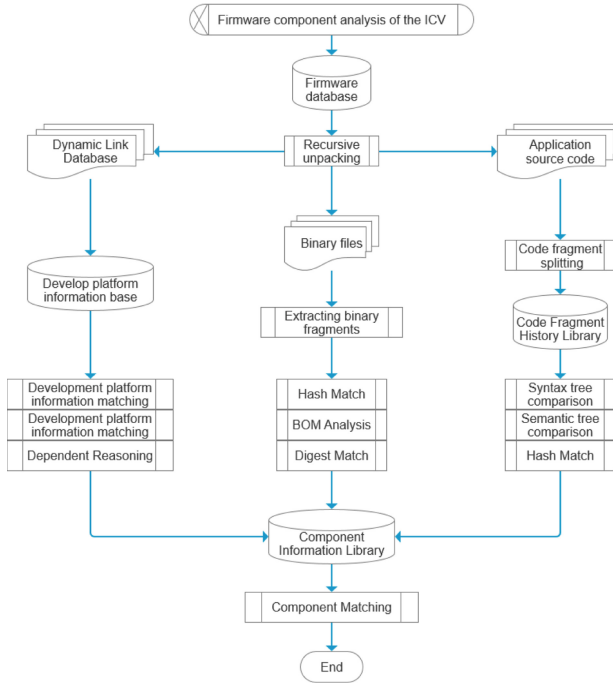 Firmware component analysis of the ICV
Firmware
database
Dynamic Link
Database
Recursive
unpacking
Application
source code
Binary files
Code fragment
splitting
Develop platform
information base
Extracting binary
fragments
Code Fragment
History Library
Development platform
information matching
Development platform
information matching
Dependent Reasoning
Hash Match
BOM Analysis
Digest Match
Syntax tree
comparison
Semantic tree
comparison
Hash Match
Component
Information Library
Component Matching
End